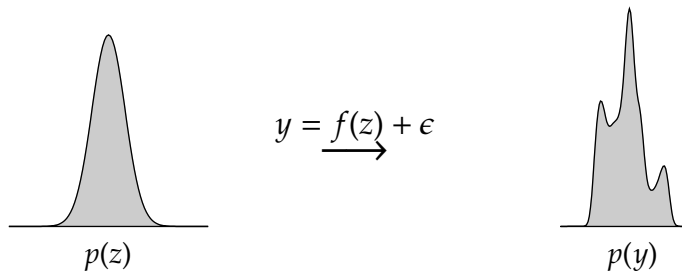 y = f(z) + ϵ
p(z)
p(y)